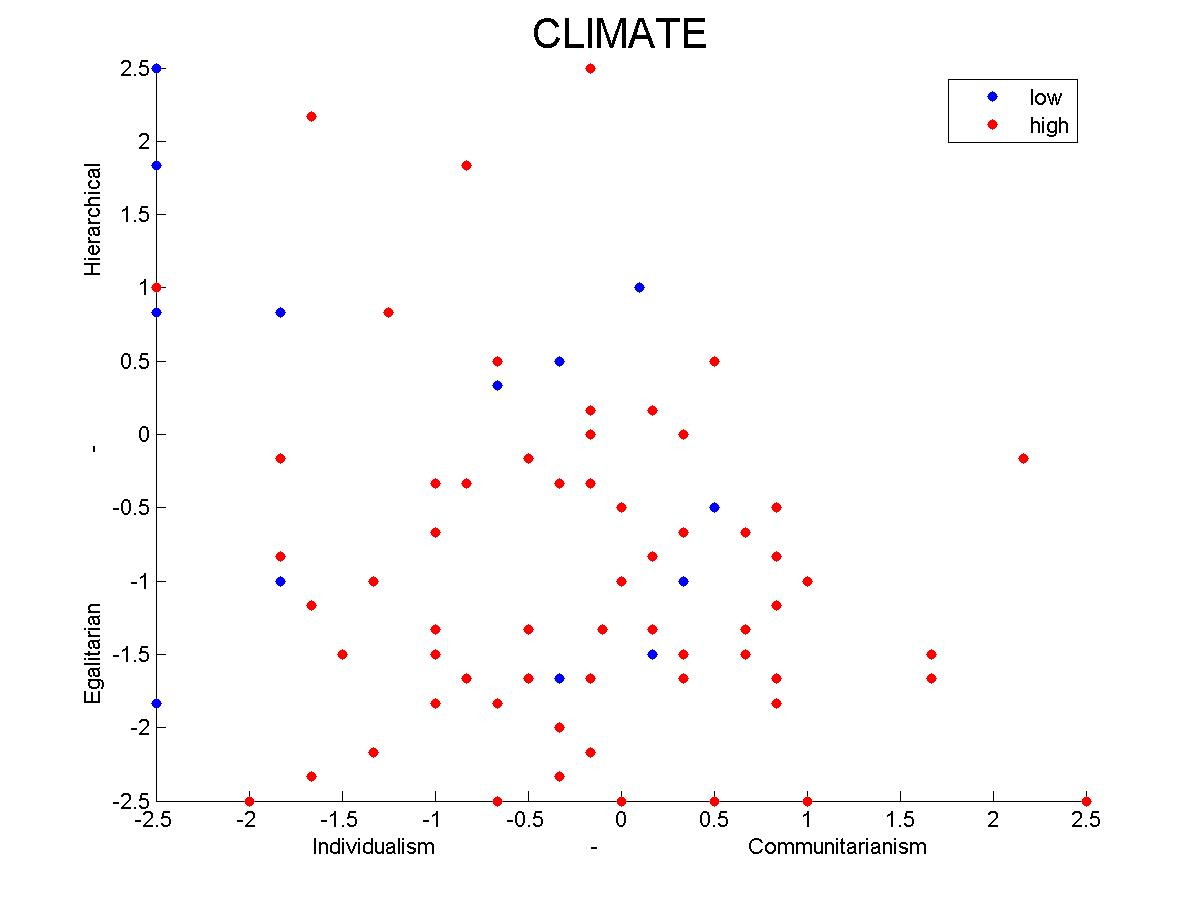 CLIMATE
low
high
Hierarchical
-
Egalitarian
2.5
2
1.5
1
0.5
0
-0.5
-1
-1.5
-2
-2.5
-2.5 -2 -1.5 -1 -0.5 0 0.5 1 1.5 2 2.5
Individualism - Communitarianism